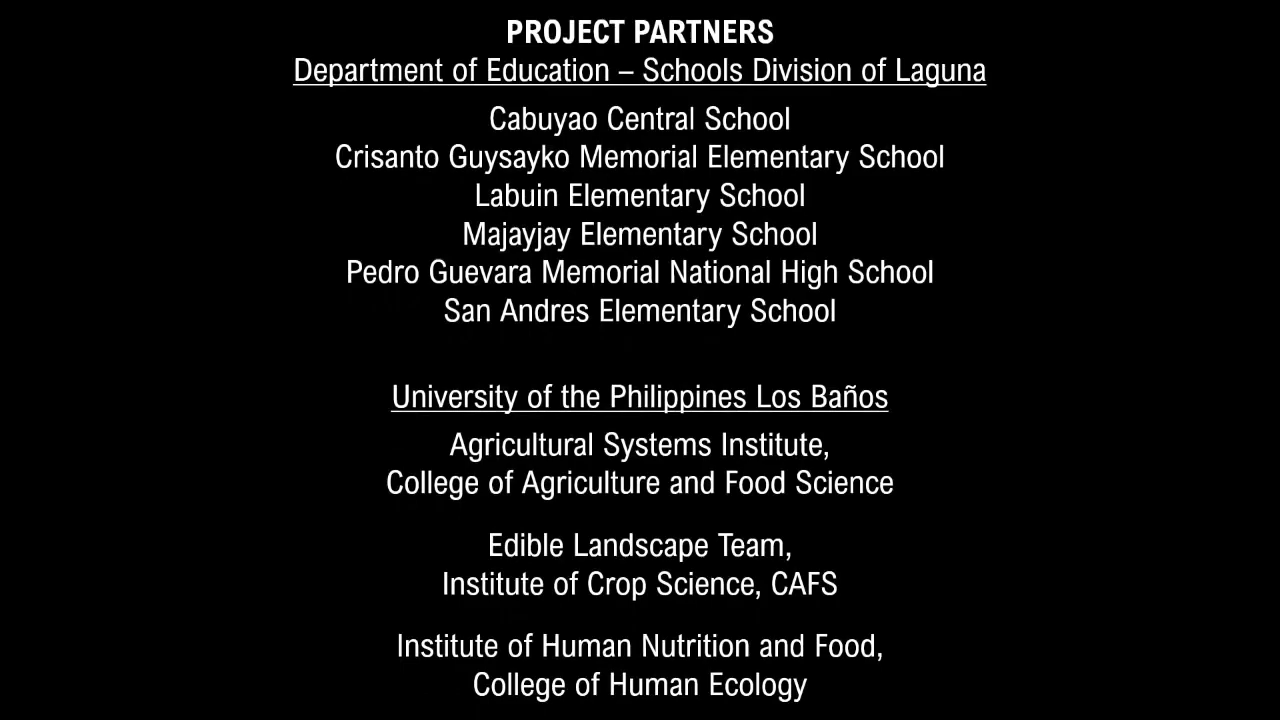 PROJECT PARTNERS
Department of Education – Schools Division of Laguna
Cabuyao Central School
Crisanto Guysayko Memorial Elementary School
Labuin Elementary School
Majayjay Elementary School
Pedro Guevara Memorial National High School
San Andres Elementary School
University of the Philippines Los Baños
Agricultural Systems Institute,
College of Agriculture and Food Science
Edible Landscape Team,
Institute of Crop Science, CAFS
Institute of Human Nutrition and Food,
College of Human Ecology